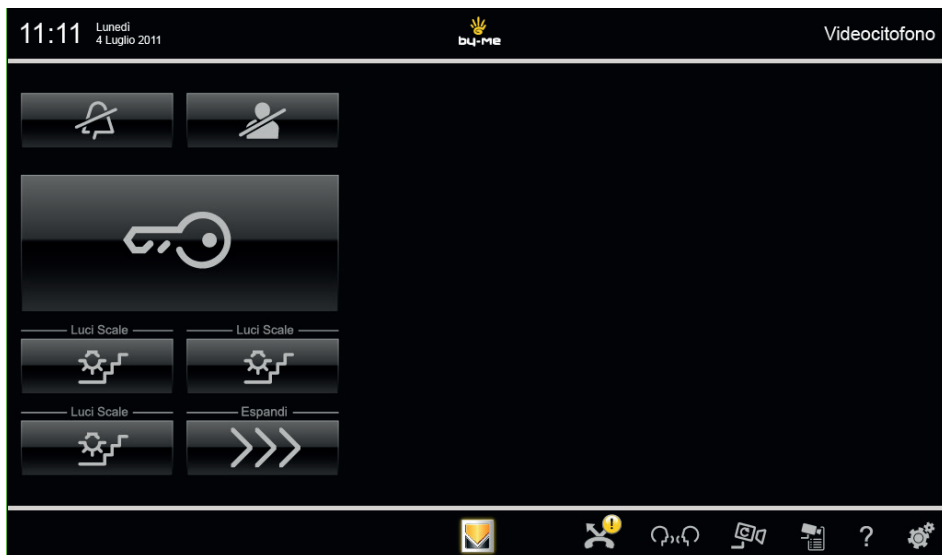 11:11 Lunedì
4 Luglio 2011
by-me
Videocitofono
Luci Scale
Luci Scale
Luci Scale
Espandi
?